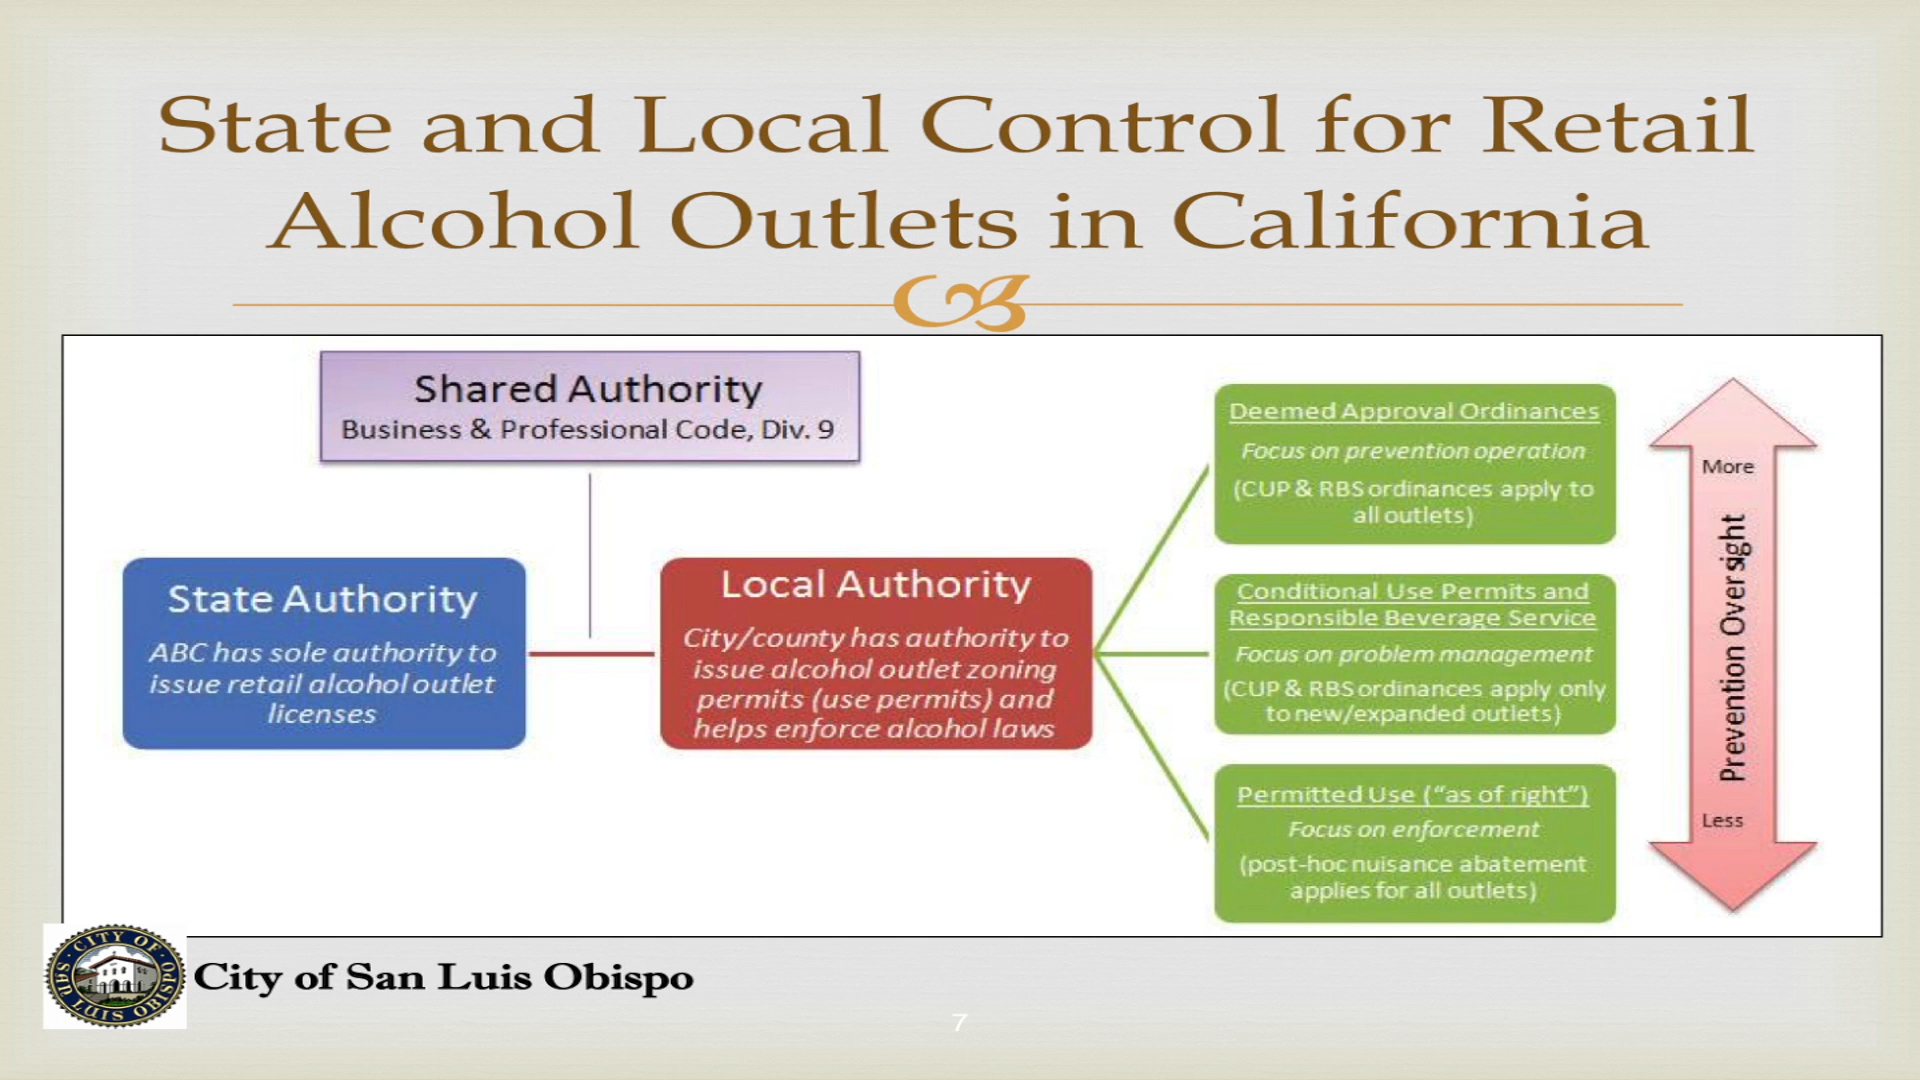 State and Local Control for Retail
Alcohol Outlets in California
Shared Authority
Business & Professional Code, Div. 9
State Authority
ABC has sole authority to
issue retail alcohol outlet
licenses
Local Authority
City/county has authority to
issue alcohol outlet zoning
permits (use permits) and
helps enforce alcohol laws
Deemed Approval Ordinances
Focus on prevention operation
(CUP & RBS ordinances apply to
all outlets)
Conditional Use Permits and
Responsible Beverage Service
Focus on problem management
(CUP & RBS ordinances apply only
to new/expanded outlets)
Permitted Use (“as of right”)
Focus on enforcement
(post-hoc nuisance abatement
applies for all outlets)
More
Prevention Oversight
Less
CITY OF
SAN LUIS OBISPO
City of San Luis Obispo
7